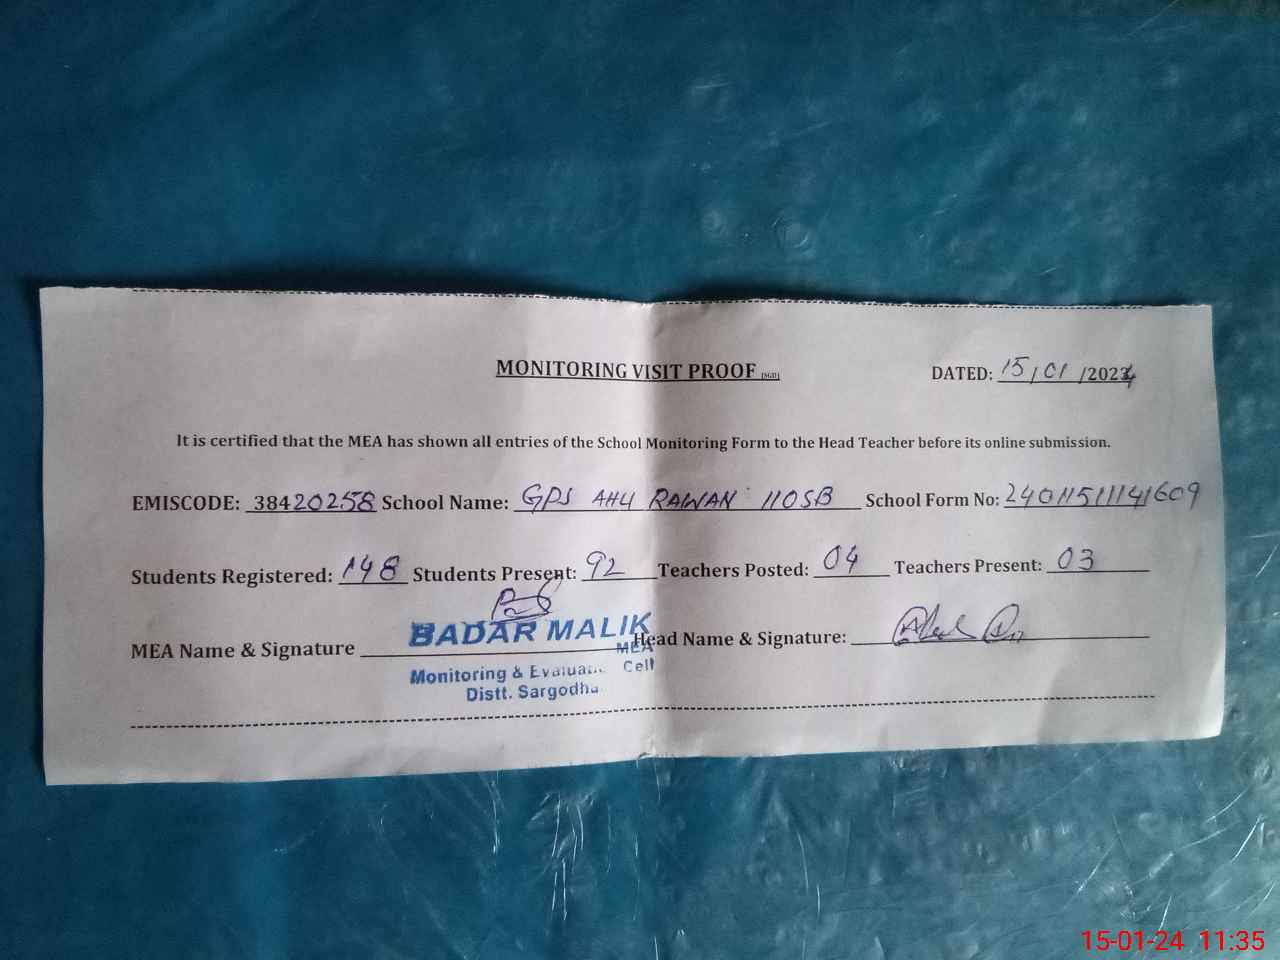 MONITORING VISIT PROOF (SGD)
DATED: 15/01/2024
It is certified that the MEA has shown all entries of the School Monitoring Form to the Head Teacher before its online submission.
EMISCODE: 38420258 School Name: GPS AHU RAWAN 110SB School Form No: 24011511141609
Students Registered: 148 Students Present: 92 Teachers Posted: 04 Teachers Present: 03
MEA Name & Signature BADAR MALIK Head Name & Signature:
MEA
Monitoring & Evaluat.. Cell
Distt. Sargodha
15-01-24 11:35